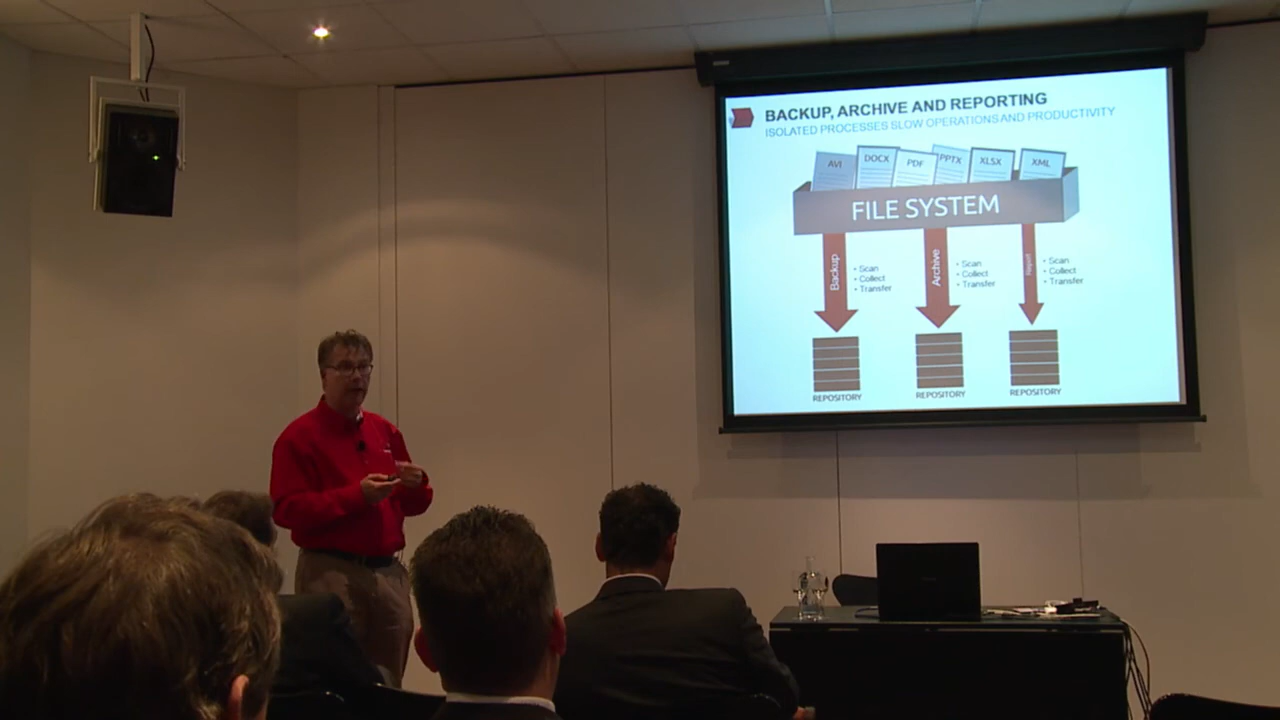 BACKUP, ARCHIVE AND REPORTING
ISOLATED PROCESSES SLOW OPERATIONS AND PRODUCTIVITY
AVI
DOCX
PDF
PPTX
XLSX
XML
FILE SYSTEM
Backup
• Scan
• Collect
• Transfer
Archive
• Scan
• Collect
• Transfer
Report
• Scan
• Collect
• Transfer
REPOSITORY
REPOSITORY
REPOSITORY